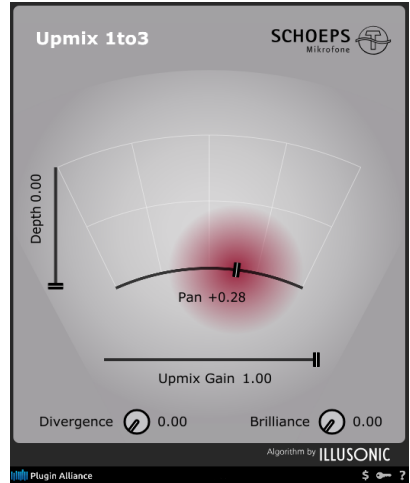 Upmix 1to3
SCHOEPS
Mikrofone
Depth 0.00
Pan +0.28
Upmix Gain 1.00
Divergence 0.00
Brilliance 0.00
Algorithm by ILLUSONIC
Plugin Alliance
$ ?